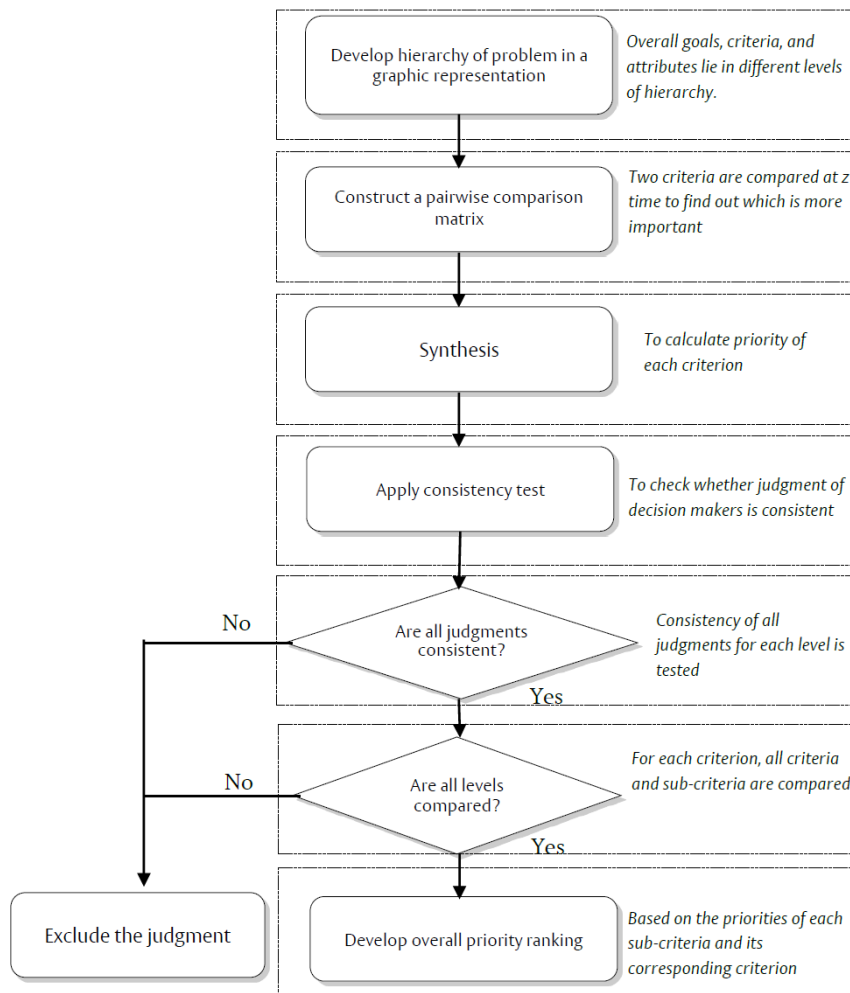 Develop hierarchy of problem in a
graphic representation
Overall goals, criteria, and
attributes lie in different levels
of hierarchy.
Construct a pairwise comparison
matrix
Two criteria are compared at z
time to find out which is more
important
Synthesis
To calculate priority of
each criterion
Apply consistency test
To check whether judgment of
decision makers is consistent
No
Are all judgments
consistent?
Consistency of all
judgments for each level is
tested
Yes
No
Are all levels
compared?
For each criterion, all criteria
and sub-criteria are compared
Yes
Exclude the judgment
Develop overall priority ranking
Based on the priorities of each
sub-criteria and its
corresponding criterion